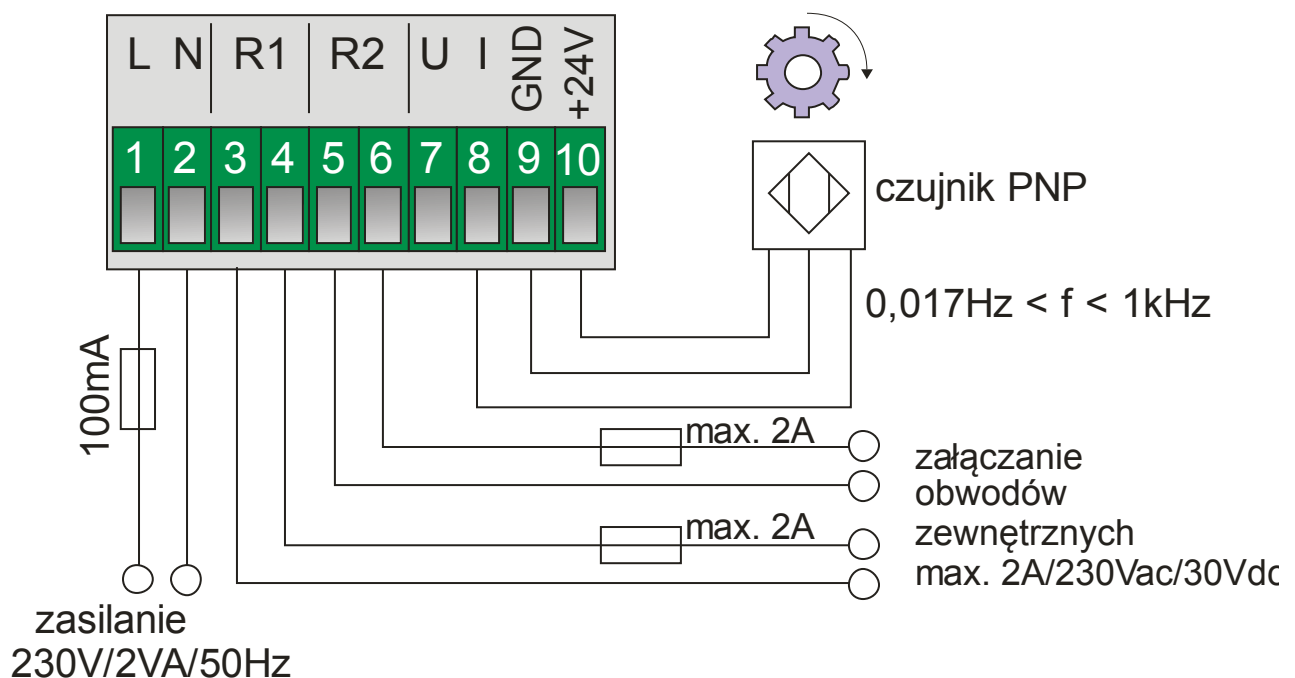 L N R1 R2 U I GND +24V
1 2 3 4 5 6 7 8 9 10
czujnik PNP
0,017Hz < f < 1kHz
100mA
max. 2A
załączanie
obwodów
max. 2A
zewnętrznych
max. 2A/230Vac/30Vdc
zasilanie
230V/2VA/50Hz